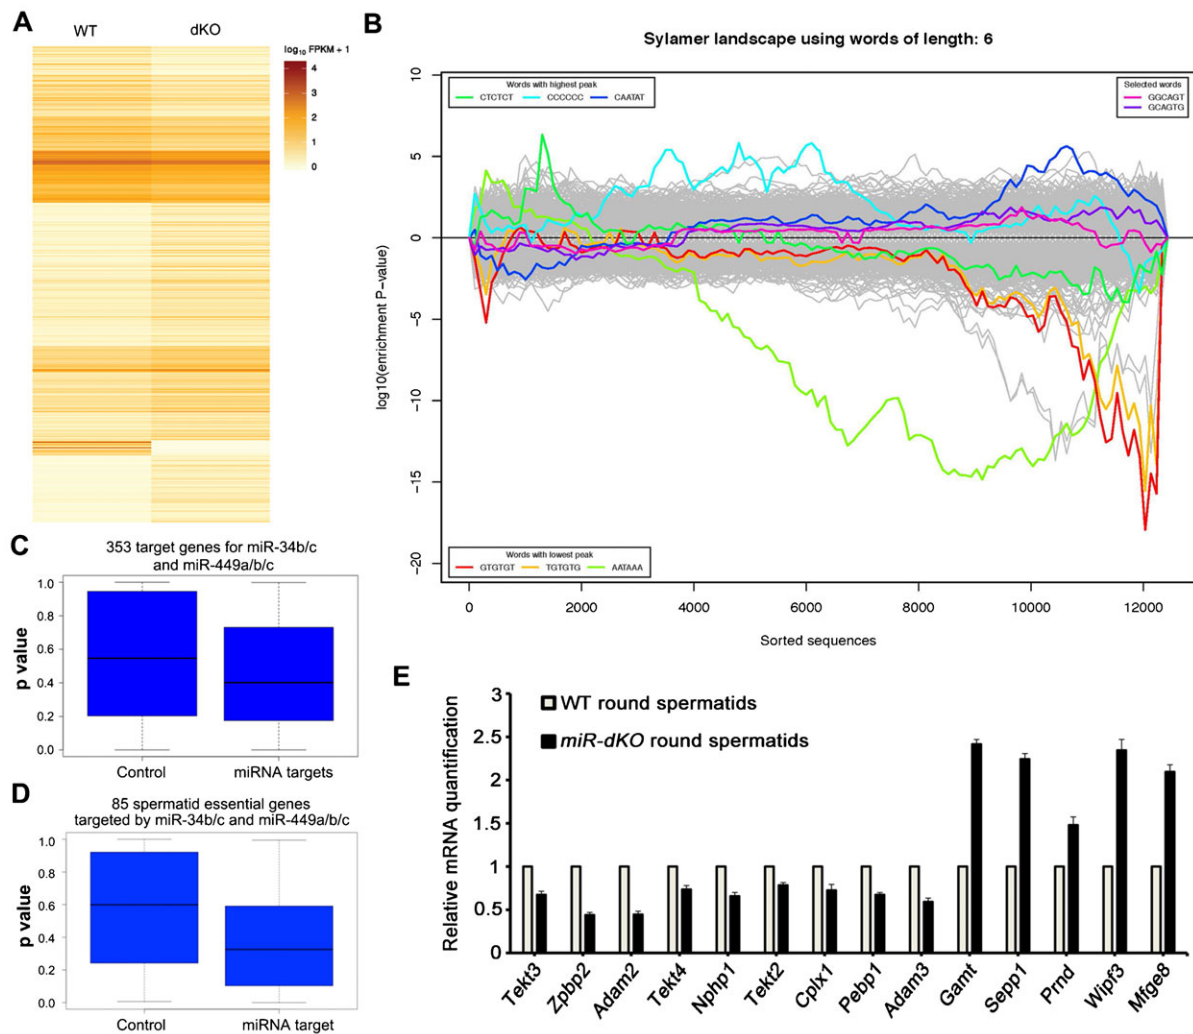 A
WT
dKO
log10 FPKM + 1
4
3
2
1
0
B
Sylamer landscape using words of length: 6
Words with highest peak
CTCTCT CCCCCC CAATAT
Selected words
GGCAGT
GCAGTG
log10(enrichment P-value)
10
5
0
−5
−10
−15
−20
Words with lowest peak
GTGTGT TGTGTG AATAAA
0 2000 4000 6000 8000 10000 12000
Sorted sequences
C
353 target genes for miR-34b/c
and miR-449a/b/c
p value
1.0
0.8
0.6
0.4
0.2
0.0
Control miRNA targets
D
85 spermatid essential genes
targeted by miR-34b/c and miR-449a/b/c
p value
1.0
0.8
0.6
0.4
0.2
0.0
Control miRNA target
E
Relative mRNA quantification
3
2.5
2
1.5
1
0.5
0
WT round spermatids
miR-dKO round spermatids
Tekt3 Zpbp2 Adam2 Tekt4 Nphp1 Tekt2 Cplx1 Pebp1 Adam3 Gamt Sepp1 Prnd Wipf3 Mfge8